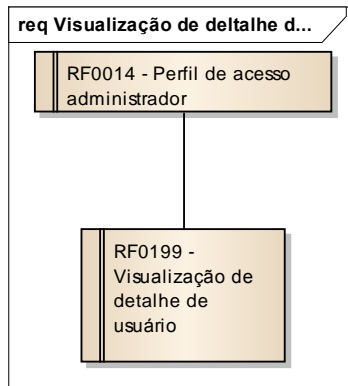 req Visualização de deltalhe d...
RF0014 - Perfil de acesso
administrador
RF0199 -
Visualização de
detalhe de
usuário